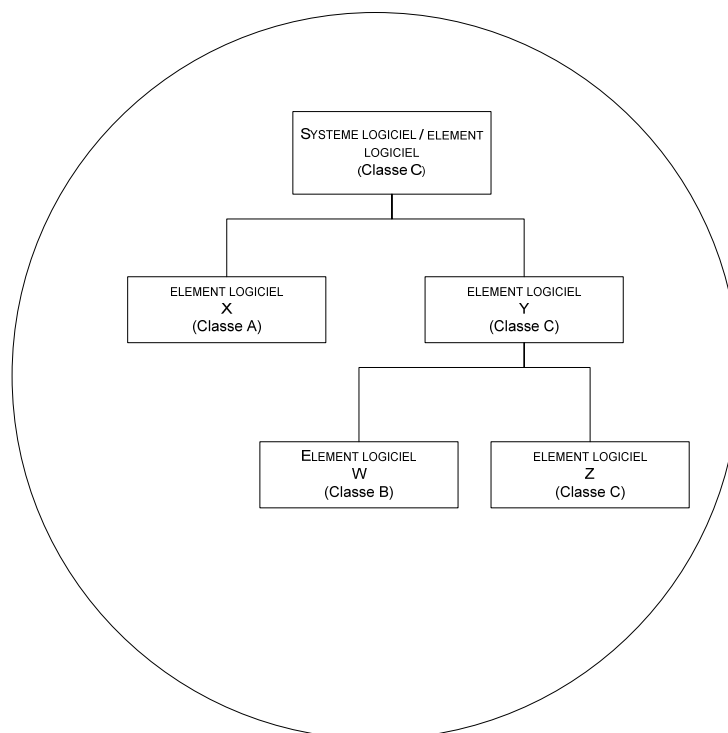 SYSTEME LOGICIEL / ELEMENT
LOGICIEL
(Classe C)
ELEMENT LOGICIEL
X
(Classe A)
ELEMENT LOGICIEL
Y
(Classe C)
ELEMENT LOGICIEL
W
(Classe B)
ELEMENT LOGICIEL
Z
(Classe C)